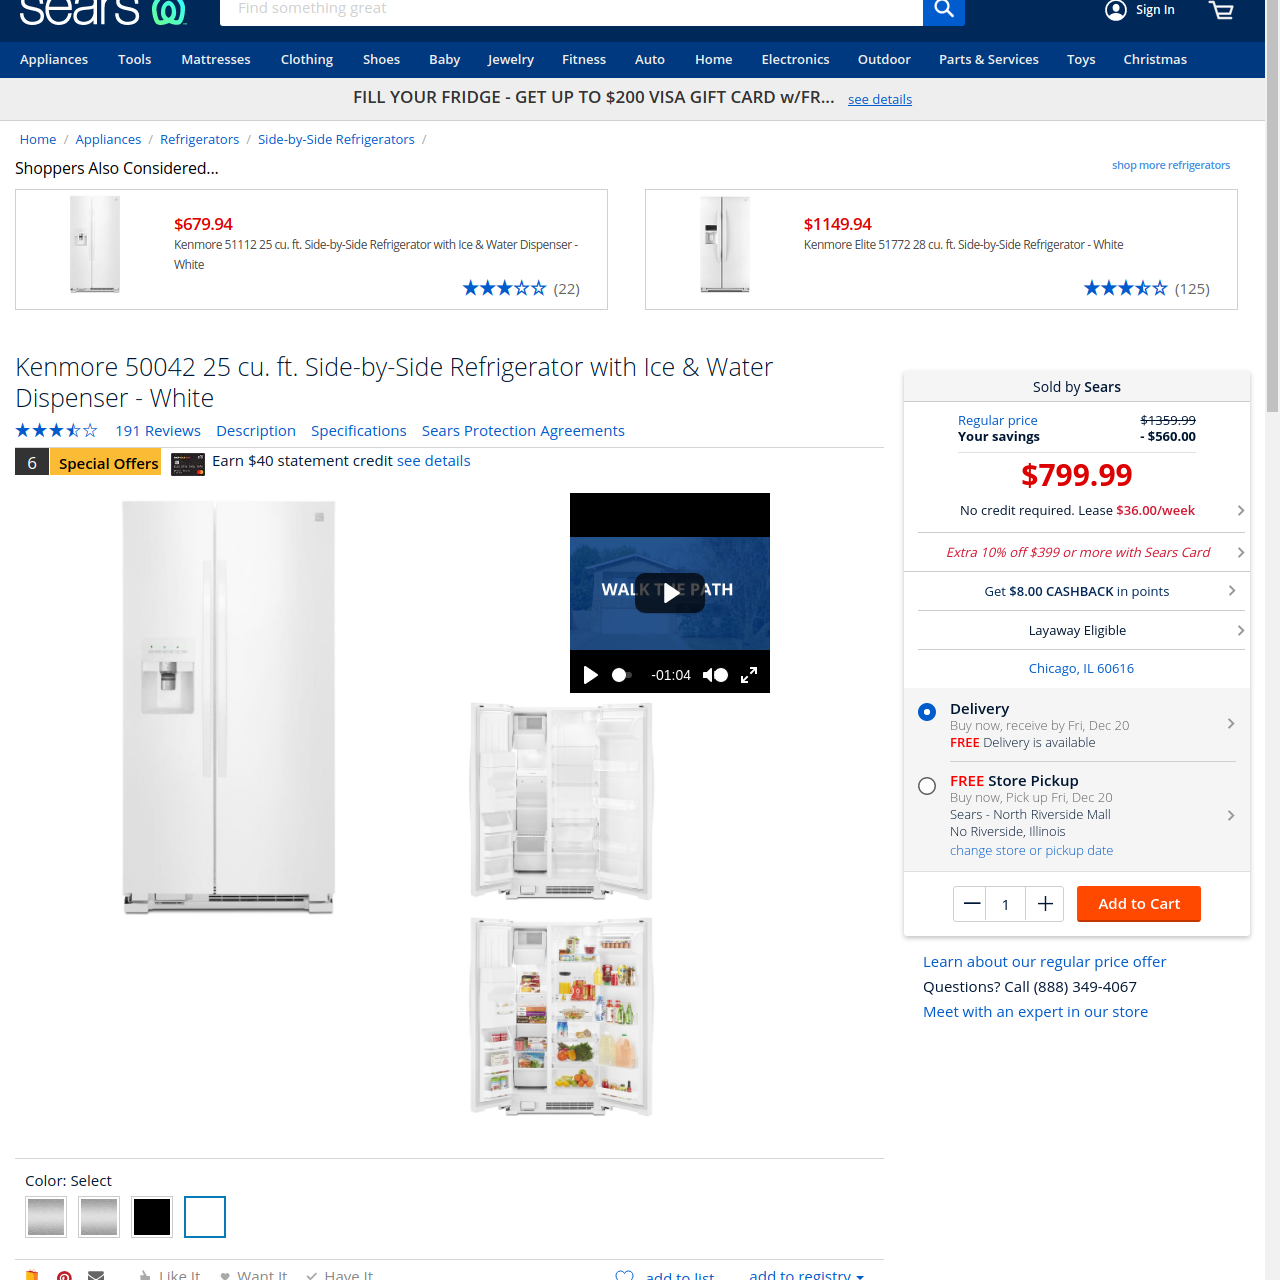 sears
Find something great
Sign In
Appliances Tools Mattresses Clothing Shoes Baby Jewelry Fitness Auto Home Electronics Outdoor Parts & Services Toys Christmas
FILL YOUR FRIDGE - GET UP TO $200 VISA GIFT CARD w/FR... see details
Home / Appliances / Refrigerators / Side-by-Side Refrigerators /
Shoppers Also Considered...
shop more refrigerators
$679.94
Kenmore 51112 25 cu. ft. Side-by-Side Refrigerator with Ice & Water Dispenser -
White
(22)
$1149.94
Kenmore Elite 51772 28 cu. ft. Side-by-Side Refrigerator - White
(125)
Kenmore 50042 25 cu. ft. Side-by-Side Refrigerator with Ice & Water
Dispenser - White
191 Reviews Description Specifications Sears Protection Agreements
6 Special Offers Earn $40 statement credit see details
WALK THE PATH
-01:04
Sold by Sears
Regular price $1359.99
Your savings - $560.00
$799.99
No credit required. Lease $36.00/week
Extra 10% off $399 or more with Sears Card
Get $8.00 CASHBACK in points
Layaway Eligible
Chicago, IL 60616
Delivery
Buy now, receive by Fri, Dec 20
FREE Delivery is available
FREE Store Pickup
Buy now, Pick up Fri, Dec 20
Sears - North Riverside Mall
No Riverside, Illinois
change store or pickup date
1 Add to Cart
Learn about our regular price offer
Questions? Call (888) 349-4067
Meet with an expert in our store
Color: Select
Like It Want It Have It add to list add to registry